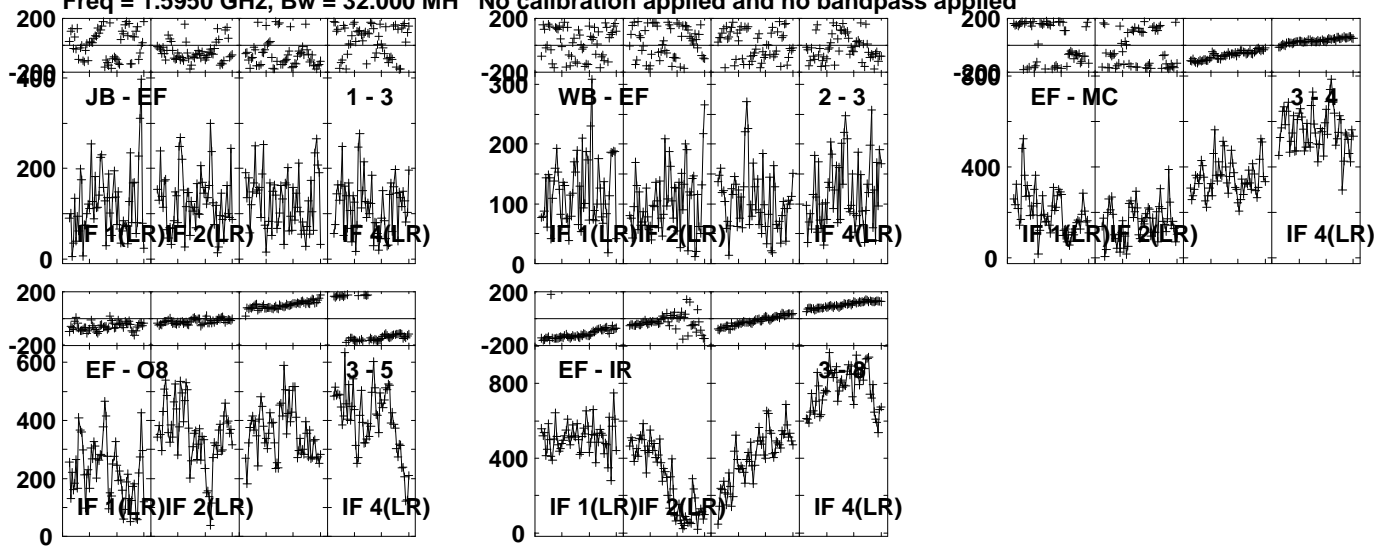 Freq = 1.5950 GHz, Bw = 32.000 MH No calibration applied and no bandpass applied
200
-200
400
200
0
JB - EF
1 - 3
IF 1(LR)
IF 2(LR)
IF 4(LR)
200
-200
300
200
100
0
WB - EF
2 - 3
IF 1(LR)
IF 2(LR)
IF 4(LR)
200
-200
800
400
0
EF - MC
3 - 4
IF 1(LR)
IF 2(LR)
IF 4(LR)
200
-200
600
400
200
0
EF - O8
3 - 5
IF 1(LR)
IF 2(LR)
IF 4(LR)
200
-200
800
400
0
EF - IR
3 - 8
IF 1(LR)
IF 2(LR)
IF 4(LR)